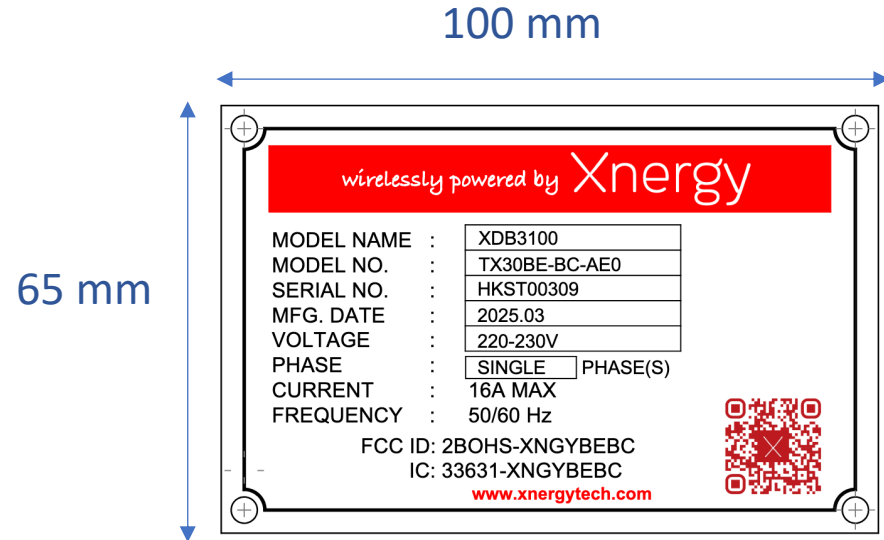 100 mm
65 mm
wirelessly powered by Xnergy
MODEL NAME : XDB3100
MODEL NO. : TX30BE-BC-AE0
SERIAL NO. : HKST00309
MFG. DATE : 2025.03
VOLTAGE : 220-230V
PHASE : SINGLE PHASE(S)
CURRENT : 16A MAX
FREQUENCY : 50/60 Hz
FCC ID: 2BOHS-XNGYBEBC
IC: 33631-XNGYBEBC
www.xnergytech.com